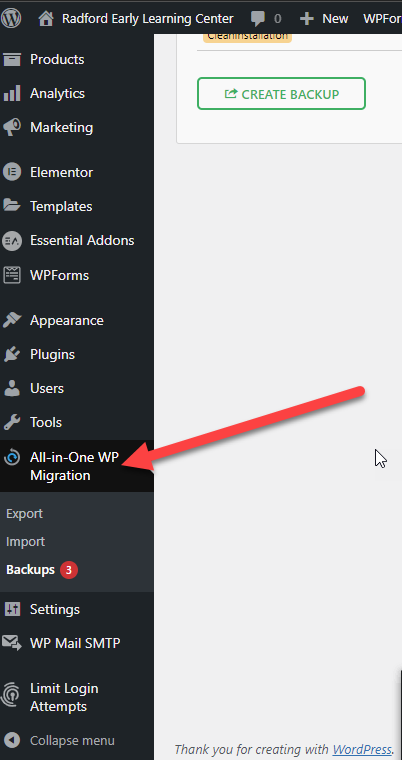 Radford Early Learning Center 0 + New WPFor
CleanInstallation
Products
Analytics
CREATE BACKUP
Marketing
Elementor
Templates
Essential Addons
WPForms
Appearance
Plugins
Users
Tools
All-in-One WP
Migration
Export
Import
Backups 3
Settings
WP Mail SMTP
Limit Login
Attempts
Collapse menu
Thank you for creating with WordPress.